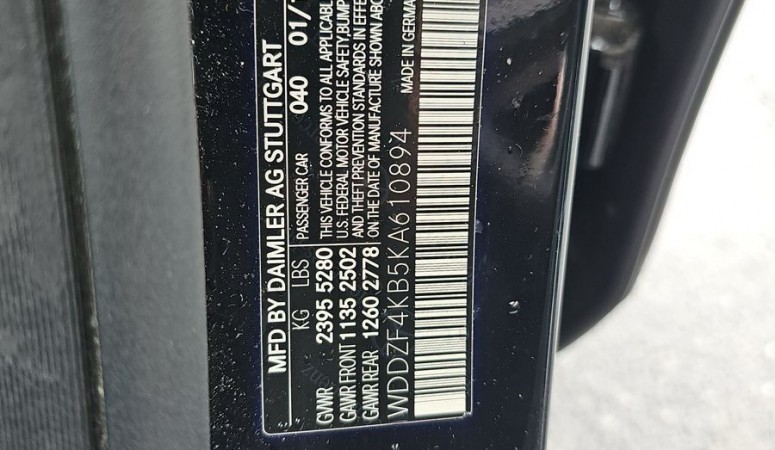 MFD BY DAIMLER AG STUTTGART
KG LBS PASSENGER CAR 040 01/
GVWR 2395 5280 THIS VEHICLE CONFORMS TO ALL APPLICABLE
GAWR FRONT 1135 2502 U.S. FEDERAL MOTOR VEHICLE SAFETY, BUMP
GAWR REAR 1260 2778 AND THEFT PREVENTION STANDARDS IN EFFE
ON THE DATE OF MANUFACTURE SHOWN ABO
WDDZF4KB5KA610894 MADE IN GERMA